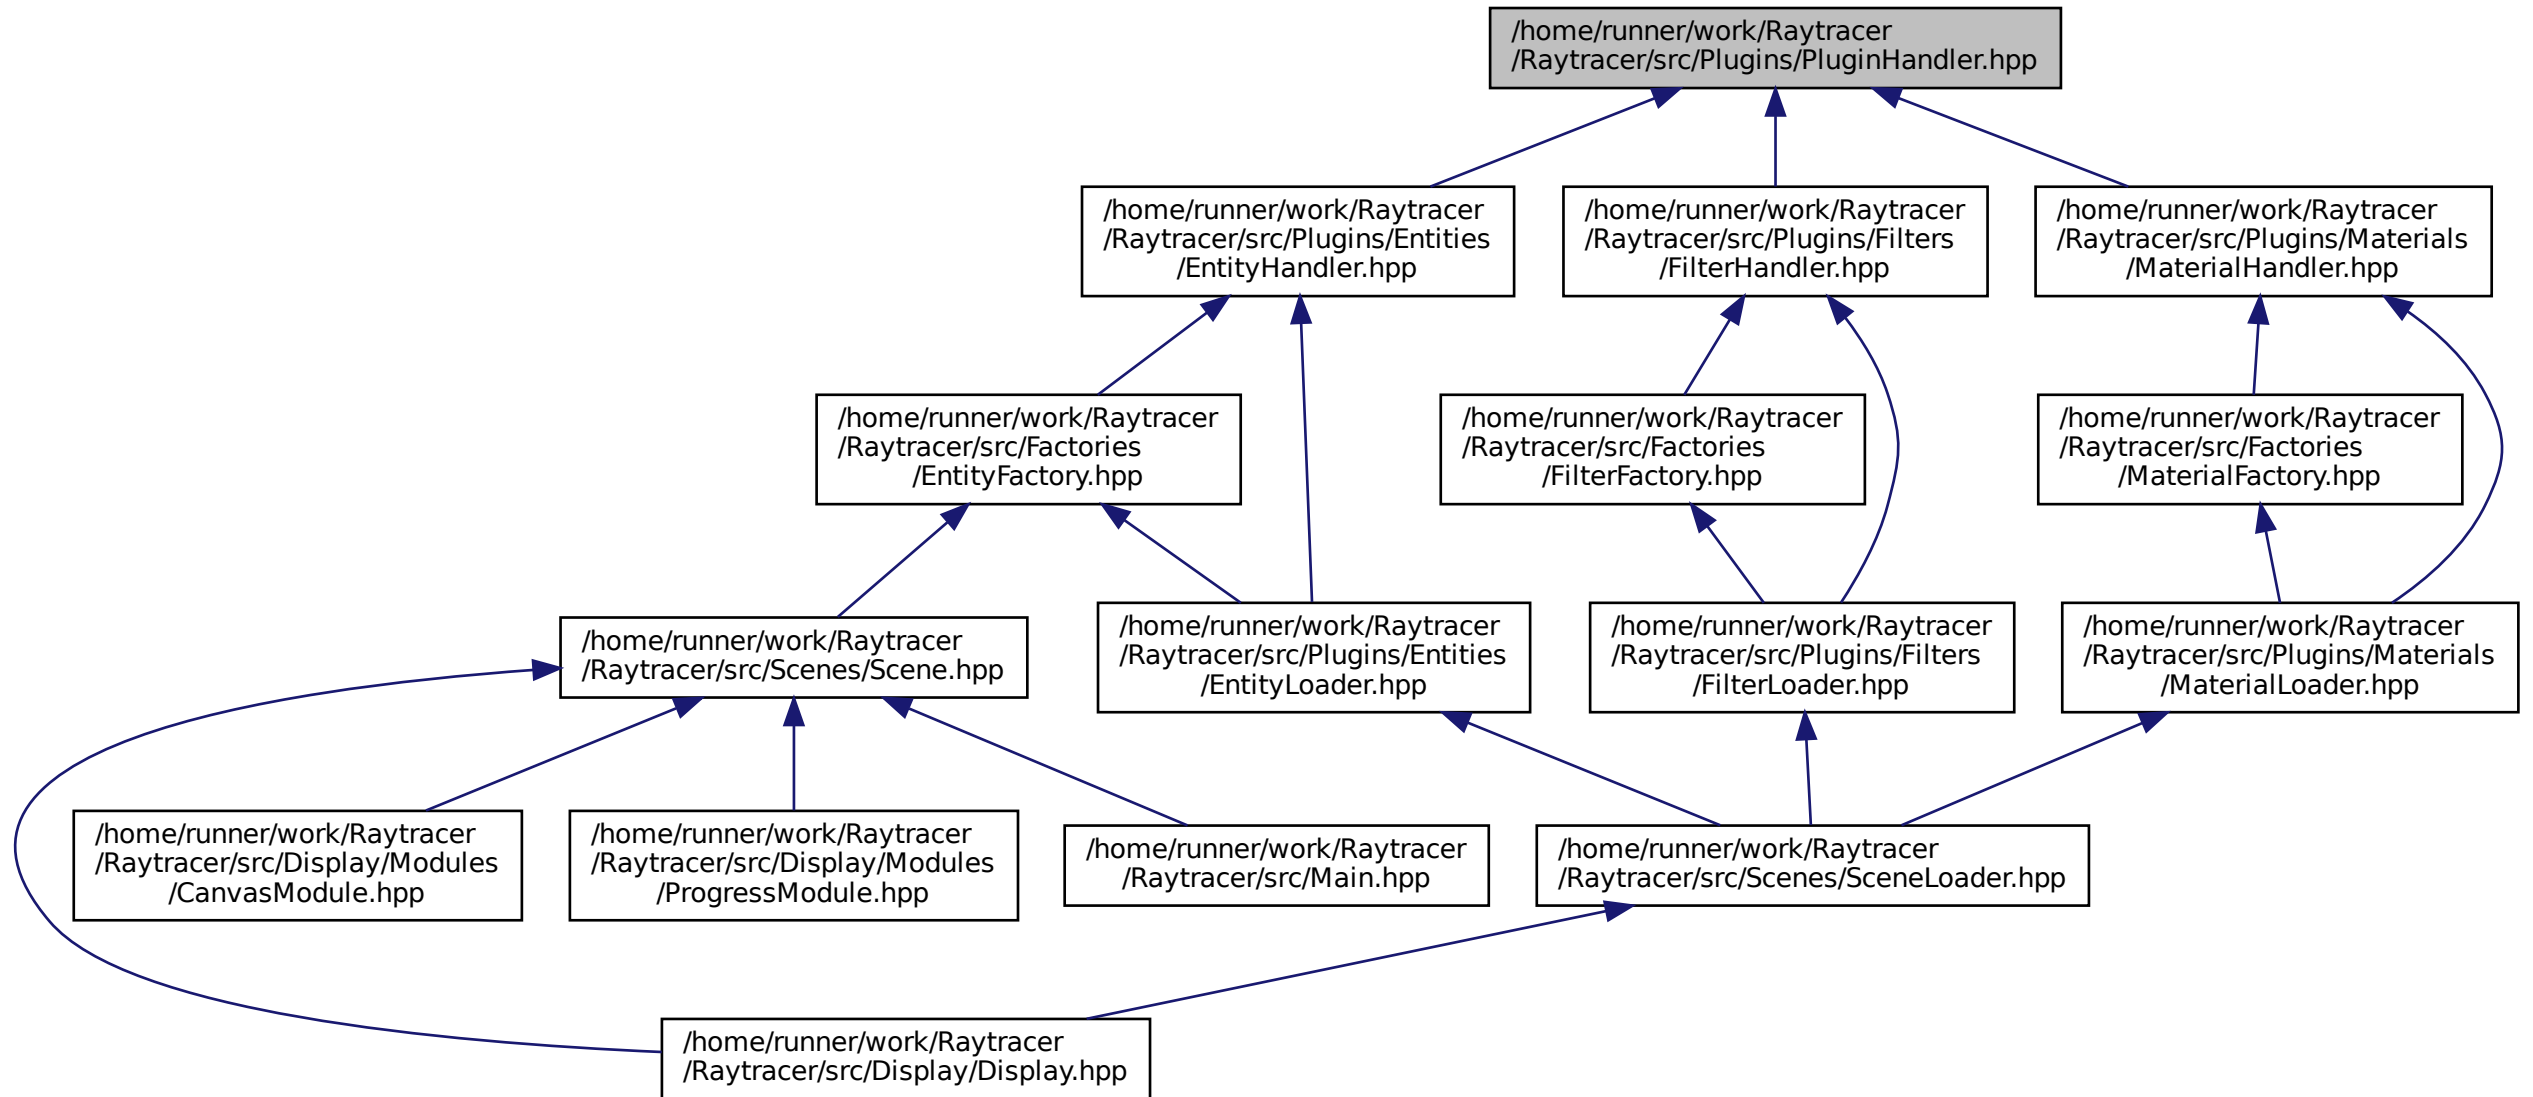 /home/runner/work/Raytracer
/Raytracer/src/Plugins/PluginHandler.hpp
/home/runner/work/Raytracer
/Raytracer/src/Plugins/Entities
/EntityHandler.hpp
/home/runner/work/Raytracer
/Raytracer/src/Plugins/Filters
/FilterHandler.hpp
/home/runner/work/Raytracer
/Raytracer/src/Plugins/Materials
/MaterialHandler.hpp
/home/runner/work/Raytracer
/Raytracer/src/Factories
/EntityFactory.hpp
/home/runner/work/Raytracer
/Raytracer/src/Factories
/FilterFactory.hpp
/home/runner/work/Raytracer
/Raytracer/src/Factories
/MaterialFactory.hpp
/home/runner/work/Raytracer
/Raytracer/src/Scenes/Scene.hpp
/home/runner/work/Raytracer
/Raytracer/src/Plugins/Entities
/EntityLoader.hpp
/home/runner/work/Raytracer
/Raytracer/src/Plugins/Filters
/FilterLoader.hpp
/home/runner/work/Raytracer
/Raytracer/src/Plugins/Materials
/MaterialLoader.hpp
/home/runner/work/Raytracer
/Raytracer/src/Display/Modules
/CanvasModule.hpp
/home/runner/work/Raytracer
/Raytracer/src/Display/Modules
/ProgressModule.hpp
/home/runner/work/Raytracer
/Raytracer/src/Main.hpp
/home/runner/work/Raytracer
/Raytracer/src/Scenes/SceneLoader.hpp
/home/runner/work/Raytracer
/Raytracer/src/Display/Display.hpp